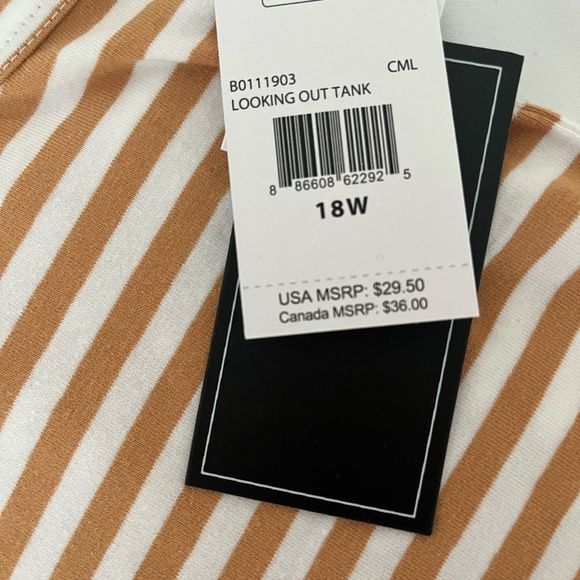 B0111903 CML
LOOKING OUT TANK
8 86608 62292 5
18W
USA MSRP: $29.50
Canada MSRP: $36.00